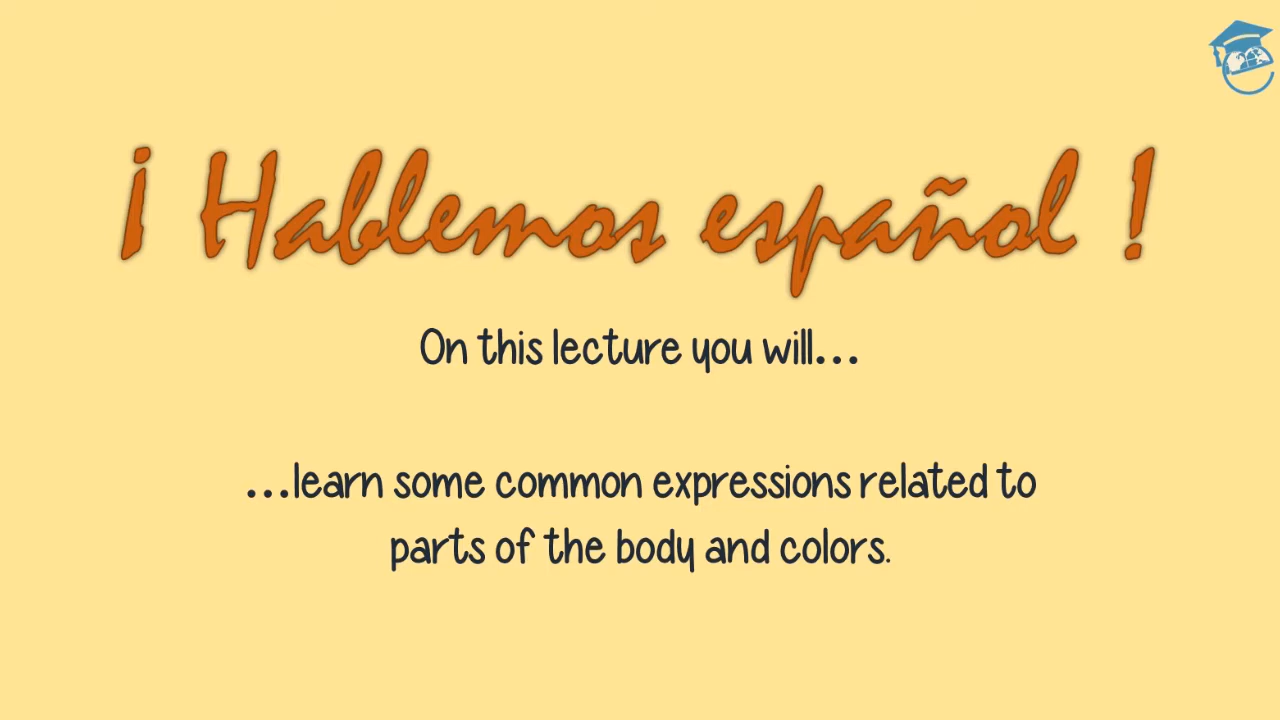 ¡ Hablemos español !
On this lecture you will...
...learn some common expressions related to
parts of the body and colors.